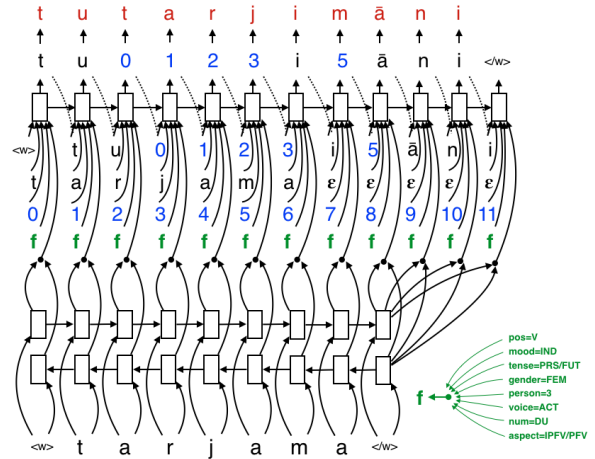 t u t a r j i m ā n i
t u 0 1 2 3 i 5 ā n i </w>
<w> t u 0 1 2 3 i 5 ā n i
t a r j a m a ε ε ε ε ε
0 1 2 3 4 5 6 7 8 9 10 11
f f f f f f f f f f f f
pos=V
mood=IND
tense=PRS/FUT
gender=FEM
f person=3
voice=ACT
num=DU
aspect=IPFV/PFV
<w> t a r j a m a </w>